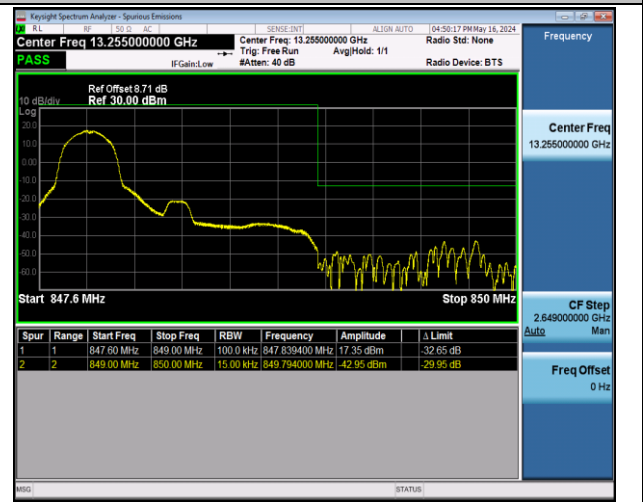 Keysight Spectrum Analyzer - Spurious Emissions
RL RF 50 Ω AC SENSE:INT ALIGN AUTO 04:50:17 PM May 16, 2024
Center Freq 13.255000000 GHz Center Freq: 13.255000000 GHz Radio Std: None Frequency
Trig: Free Run Avg|Hold: 1/1
PASS IFGain:Low #Atten: 40 dB Radio Device: BTS
Ref Offset 8.71 dB
10 dB/div Ref 30.00 dBm
Log
20.0
10.0
0.00
10.0
20.0
30.0
40.0
50.0
60.0
Start 847.6 MHz Stop 850 MHz
Center Freq
13.255000000 GHz
CF Step
2.649000000 GHz
Auto Man
Freq Offset
0 Hz
Spur Range Start Freq Stop Freq RBW Frequency Amplitude Δ Limit
1 1 847.60 MHz 849.00 MHz 100.0 kHz 847.839400 MHz 17.35 dBm -32.65 dB
2 2 849.00 MHz 850.00 MHz 15.00 kHz 849.794000 MHz -42.95 dBm -29.95 dB
MSG STATUS